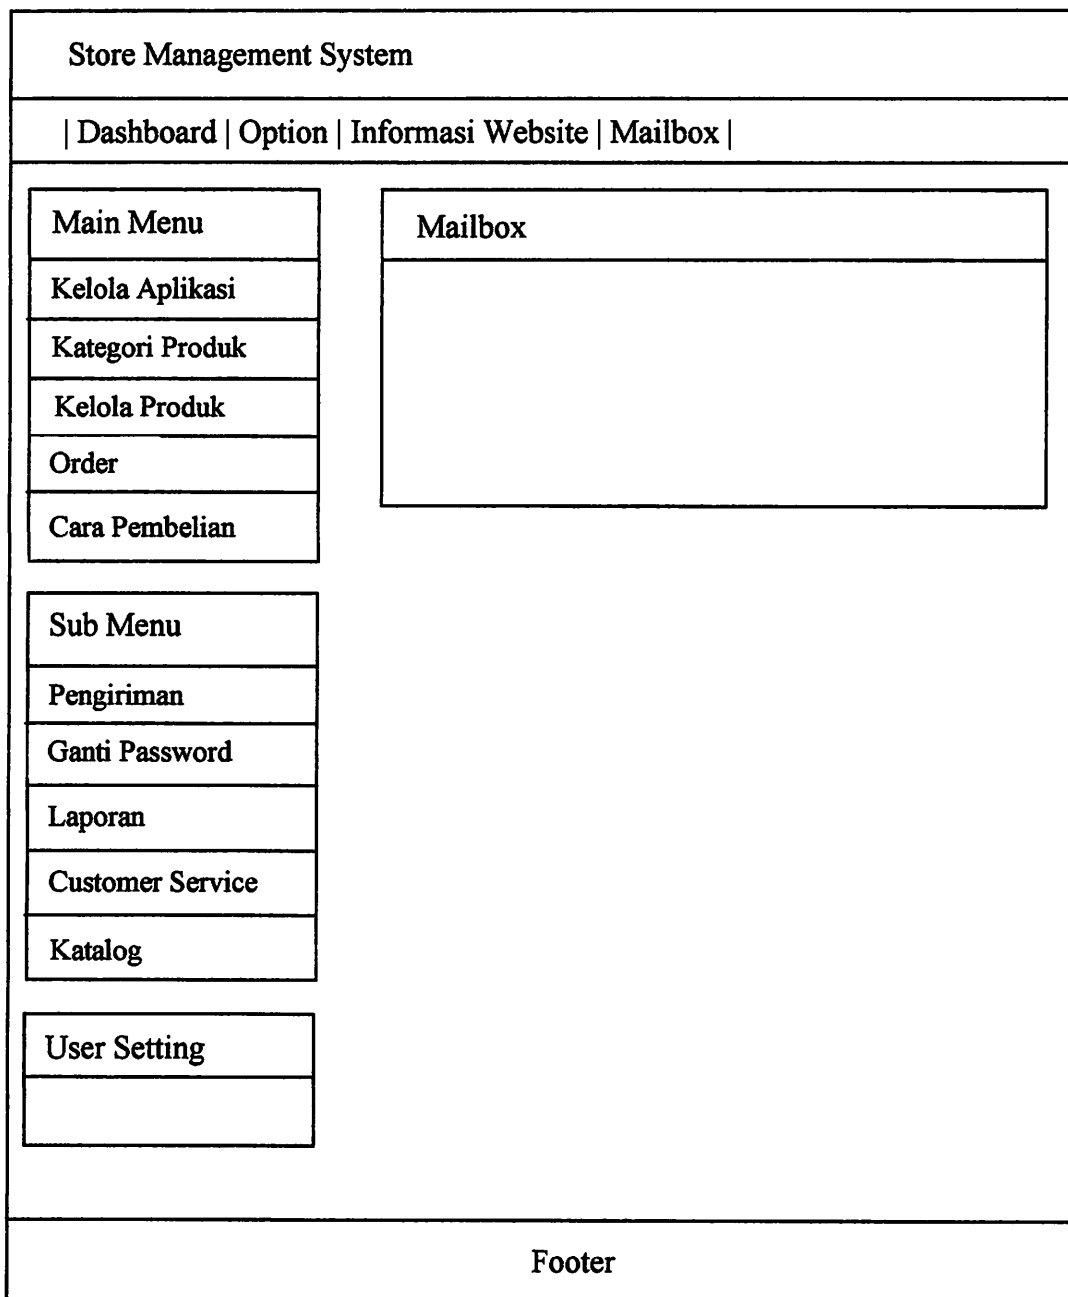 Store Management System
| Dashboard | Option | Informasi Website | Mailbox |
Main Menu
Kelola Aplikasi
Kategori Produk
Kelola Produk
Order
Cara Pembelian
Mailbox
Sub Menu
Pengiriman
Ganti Password
Laporan
Customer Service
Katalog
User Setting
Footer